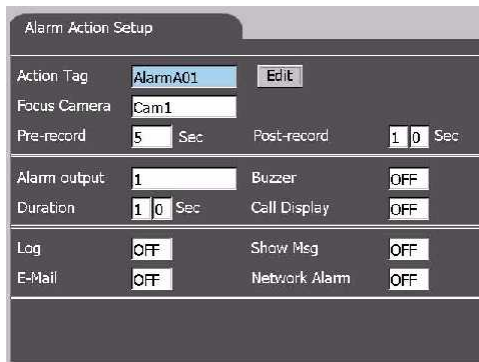 Alarm Action Setup
Action Tag AlarmA01 Edit
Focus Camera Cam1
Pre-record 5 Sec Post-record 1 0 Sec
Alarm output 1 Buzzer OFF
Duration 1 0 Sec Call Display OFF
Log OFF Show Msg OFF
E-Mail OFF Network Alarm OFF